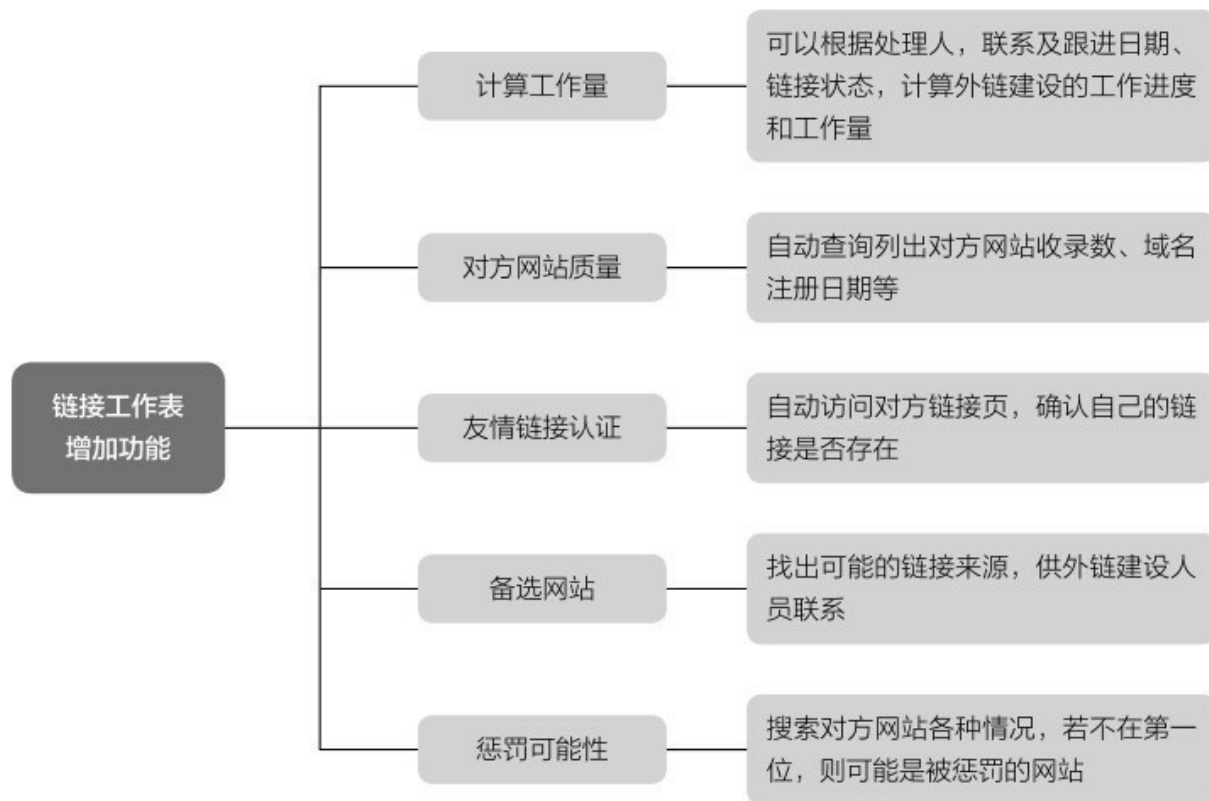 链接工作表
增加功能
计算工作量
可以根据处理人，联系及跟进日期、
链接状态，计算外链建设的工作进度
和工作量
对方网站质量
自动查询列出对方网站收录数、域名
注册日期等
友情链接认证
自动访问对方链接页，确认自己的链
接是否存在
备选网站
找出可能的链接来源，供外链建设人
员联系
惩罚可能性
搜索对方网站各种情况，若不在第一
位，则可能是被惩罚的网站